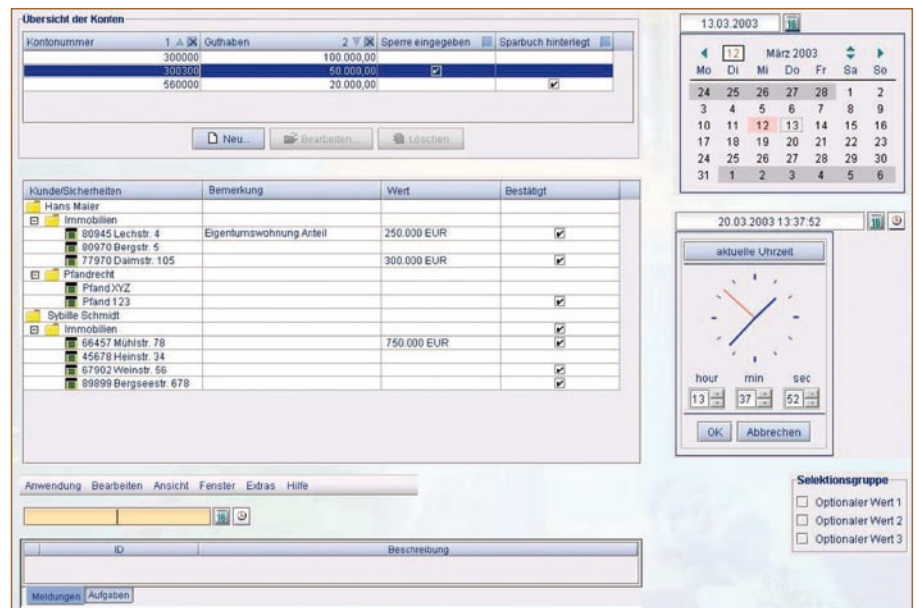 Übersicht der Konten
Kontonummer 1 Guthaben 2 Sperre eingegeben Sparbuch hinterlegt
300000 100.000,00
300300 50.000,00
560000 20.000,00
Neu... Bearbeiten... Löschen
Kunde/Sicherheiten Bemerkung Wert Bestätigt
Hans Maier
Immobilien
80945 Lechstr. 4 Eigentumswohnung Anteil 250.000 EUR
80970 Bergstr. 5
77970 Daimstr. 105 300.000 EUR
Pfandrecht
Pfand XYZ
Pfand 123
Sybille Schmidt
Immobilien
66457 Mühlstr. 78 750.000 EUR
45678 Heinstr. 34
67902 Weinstr. 56
89899 Bergseestr. 678
Anwendung Bearbeiten Ansicht Fenster Extras Hilfe
16
ID Beschreibung
Meldungen Aufgaben
13.03.2003 16
12 März 2003
Mo Di Mi Do Fr Sa So
24 25 26 27 28 1 2
3 4 5 6 7 8 9
10 11 12 13 14 15 16
17 18 19 20 21 22 23
24 25 26 27 28 29 30
31 1 2 3 4 5 6
20.03.2003 13:37:52 16
aktuelle Uhrzeit
hour min sec
13 37 52
OK Abbrechen
Selektionsgruppe
Optionaler Wert 1
Optionaler Wert 2
Optionaler Wert 3